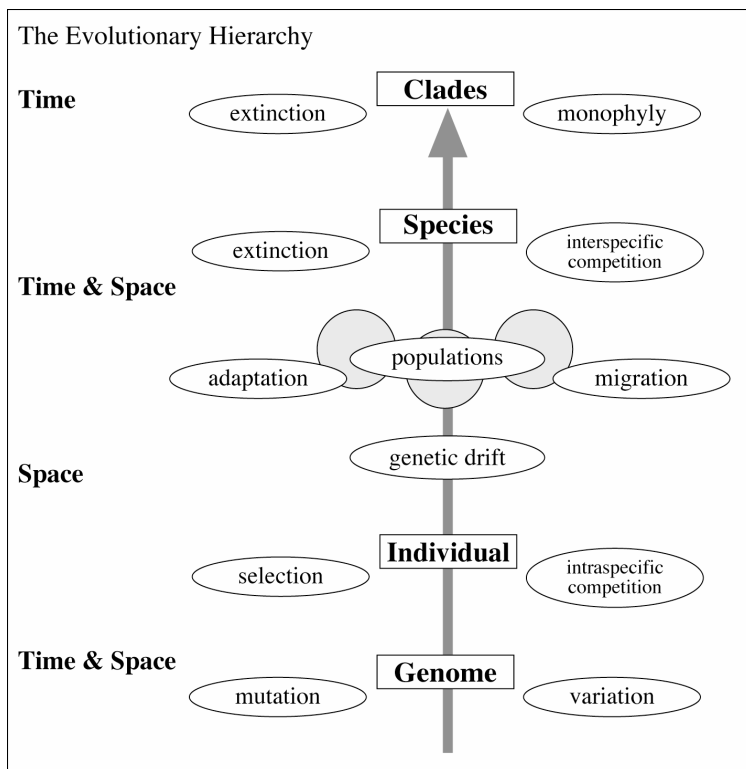 The Evolutionary Hierarchy
Time
Clades
extinction
monophyly
Species
extinction
interspecific
competition
Time & Space
populations
adaptation
migration
genetic drift
Space
Individual
selection
intraspecific
competition
Time & Space
Genome
mutation
variation